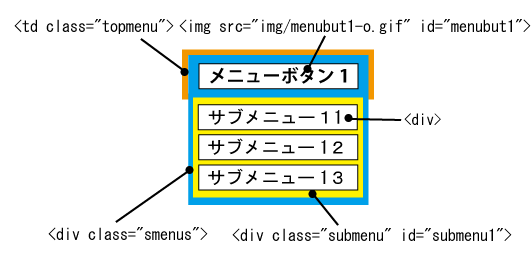 <td class="topmenu"> <img src="img/menubut1-o.gif" id="menubut1">
メニューボタン１
サブメニュー１１
<div>
サブメニュー１２
サブメニュー１３
<div class="smenus"> <div class="submenu" id="submenu1">